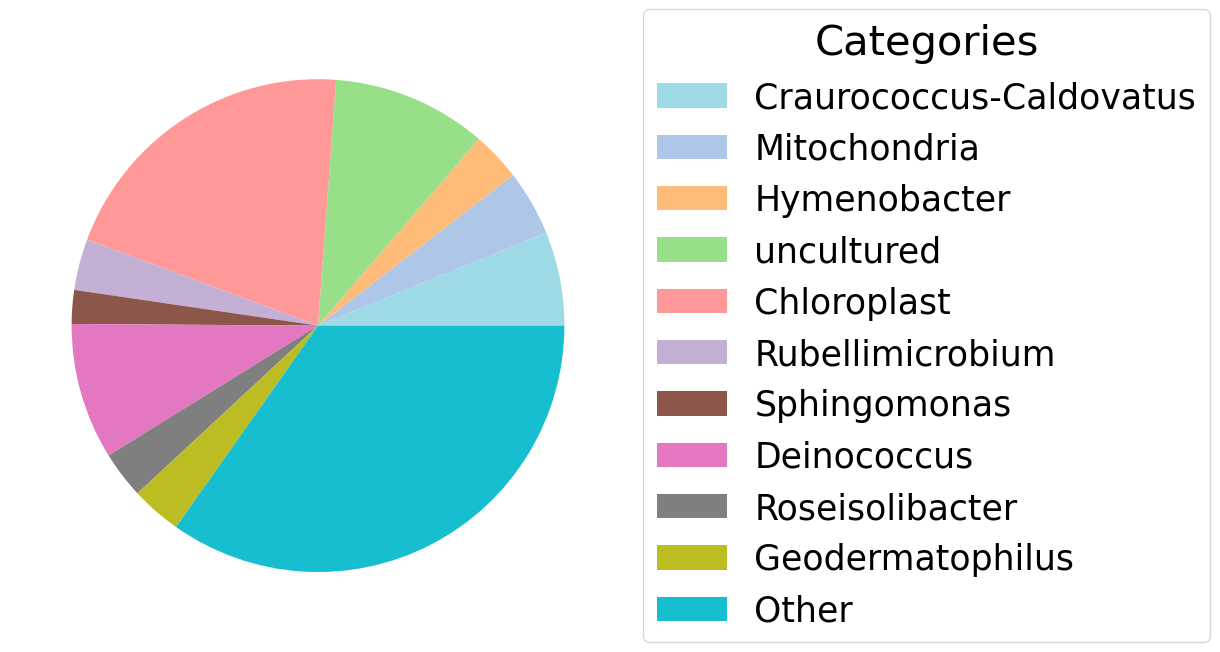 Categories
Craurococcus-Caldovatus
Mitochondria
Hymenobacter
uncultured
Chloroplast
Rubellimicrobium
Sphingomonas
Deinococcus
Roseisolibacter
Geodermatophilus
Other